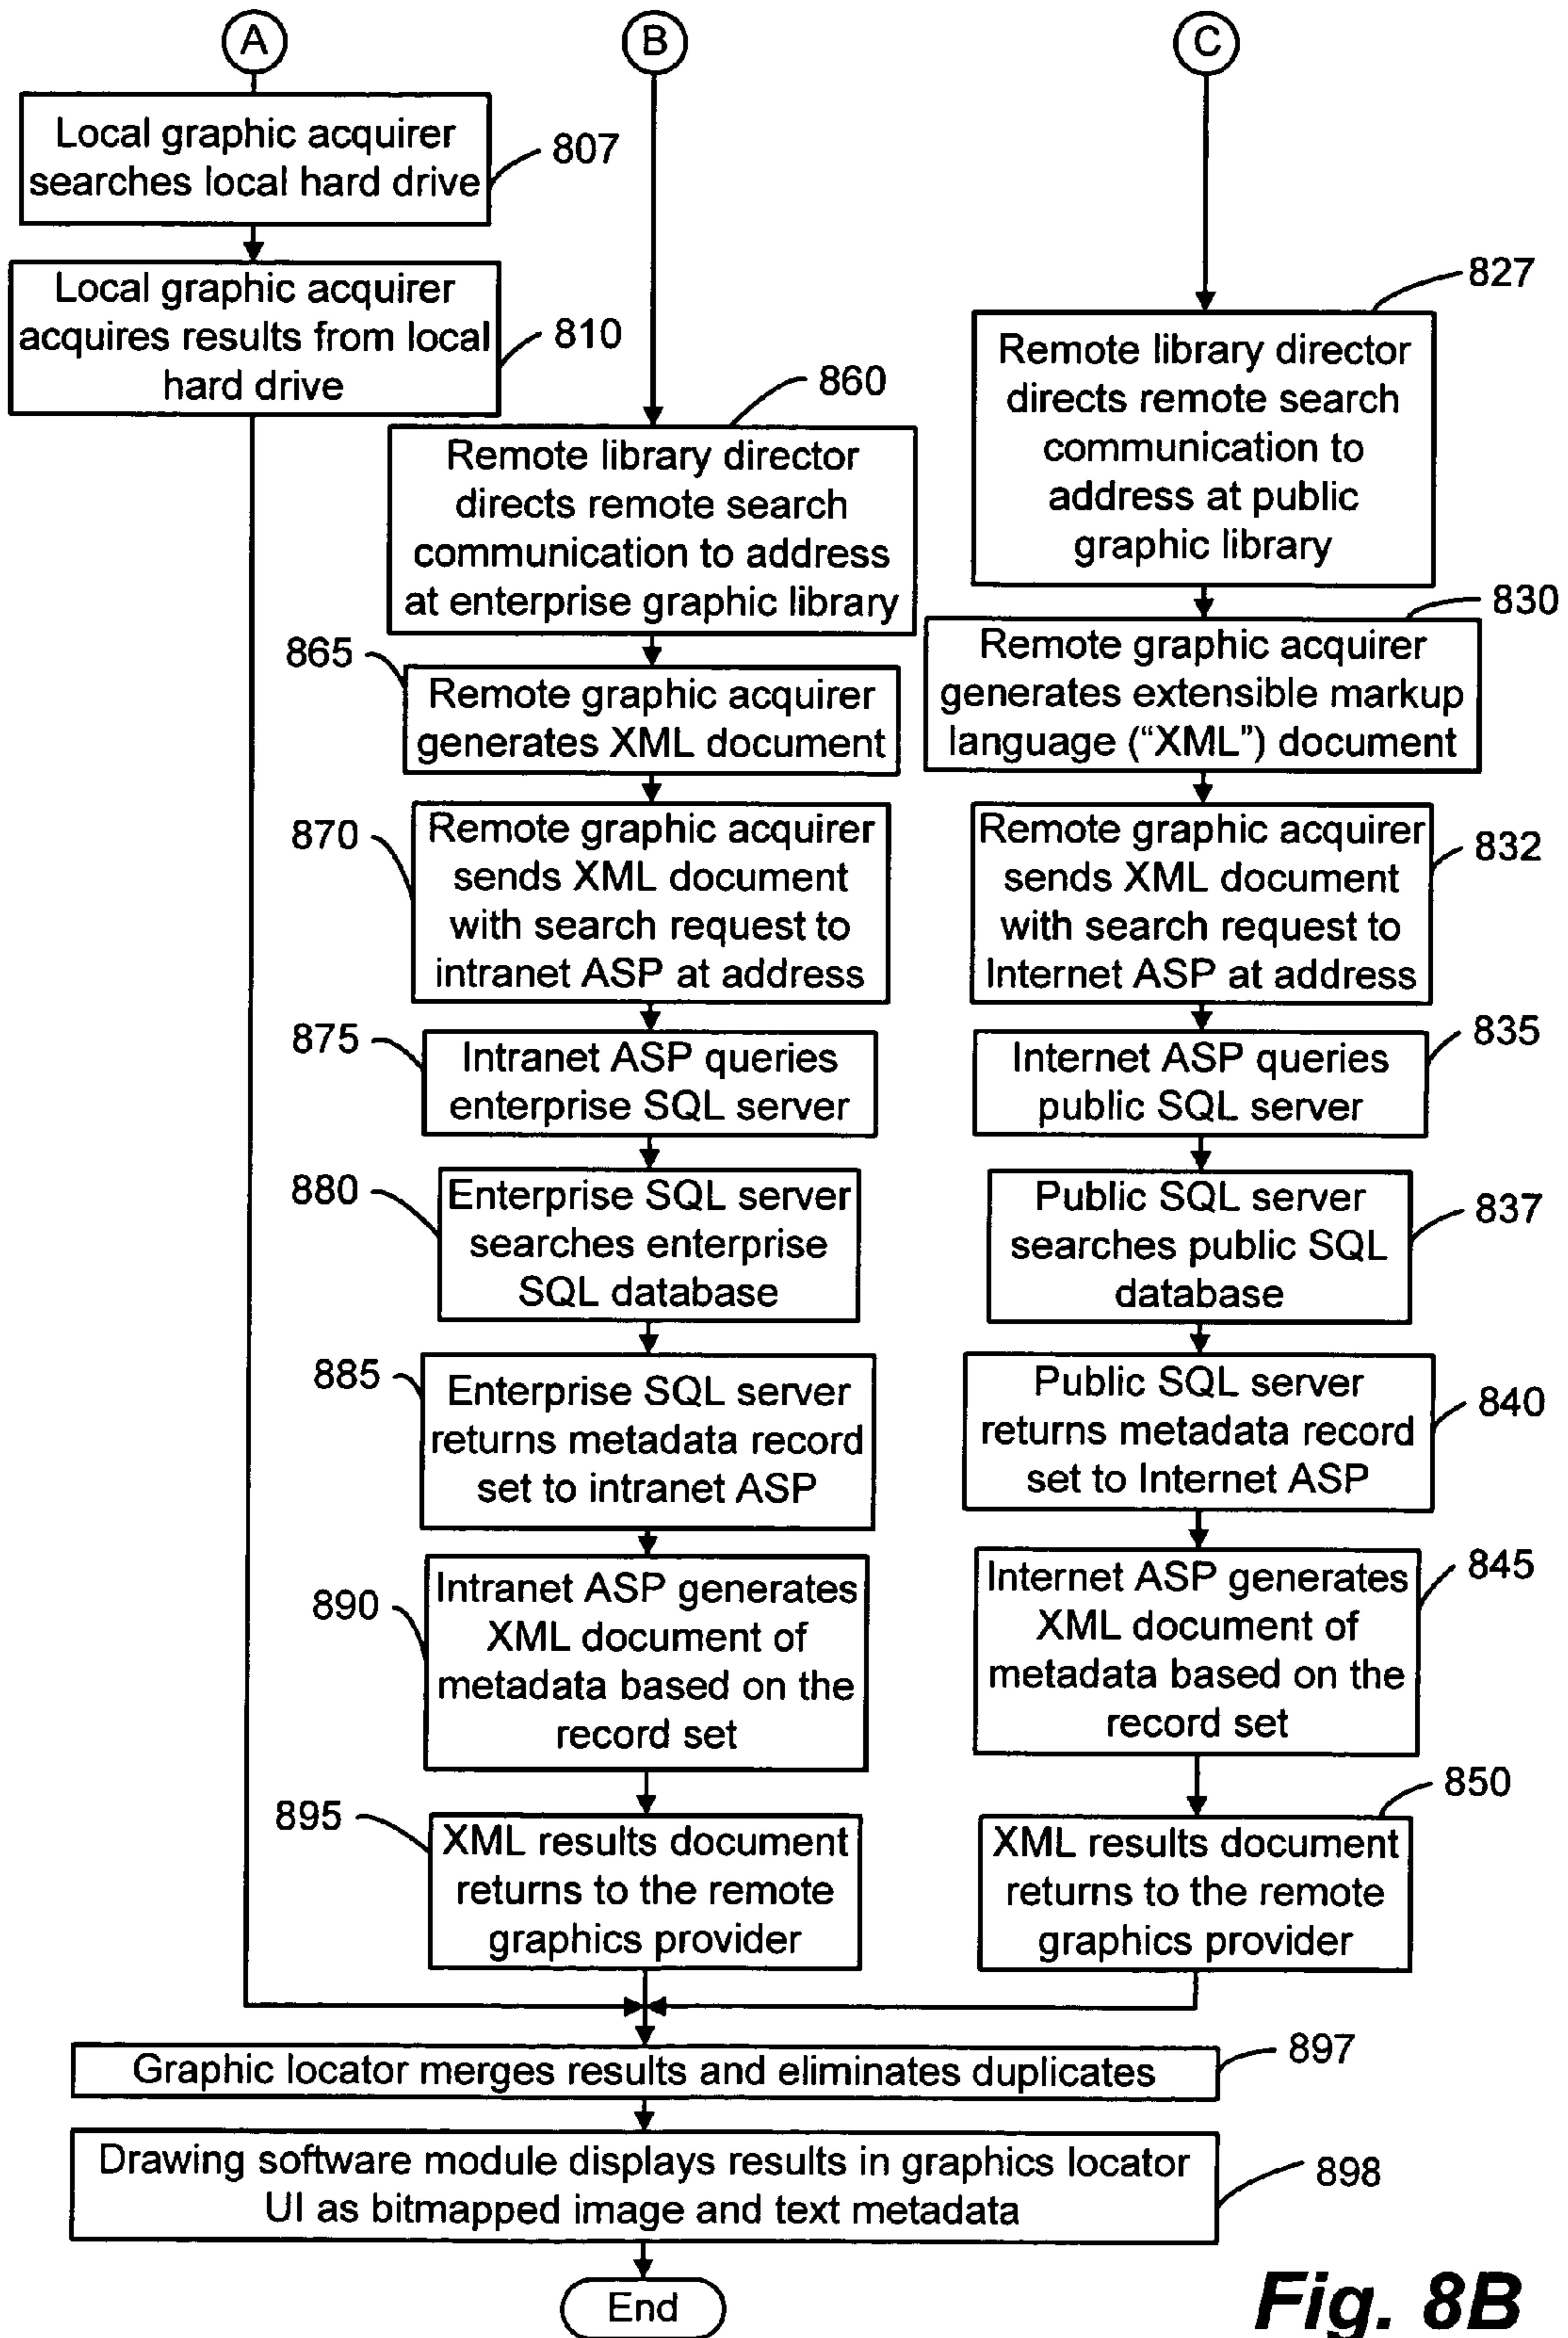 A
B
C
Local graphic acquirer
searches local hard drive
807
Local graphic acquirer
acquires results from local
hard drive
810
827
Remote library director
directs remote search
communication to
address at public
graphic library
860
Remote library director
directs remote search
communication to address
at enterprise graphic library
830
Remote graphic acquirer
generates extensible markup
language (“XML”) document
865
Remote graphic acquirer
generates XML document
870
Remote graphic acquirer
sends XML document
with search request to
intranet ASP at address
Remote graphic acquirer
sends XML document
with search request to
Internet ASP at address
832
875
Intranet ASP queries
enterprise SQL server
Internet ASP queries
public SQL server
835
880
Enterprise SQL server
searches enterprise
SQL database
Public SQL server
searches public SQL
database
837
885
Enterprise SQL server
returns metadata record
set to intranet ASP
Public SQL server
returns metadata record
set to Internet ASP
840
890
Intranet ASP generates
XML document of
metadata based on the
record set
Internet ASP generates
XML document of
metadata based on the
record set
845
895
XML results document
returns to the remote
graphics provider
850
XML results document
returns to the remote
graphics provider
Graphic locator merges results and eliminates duplicates
897
Drawing software module displays results in graphics locator
UI as bitmapped image and text metadata
898
End
Fig. 8B